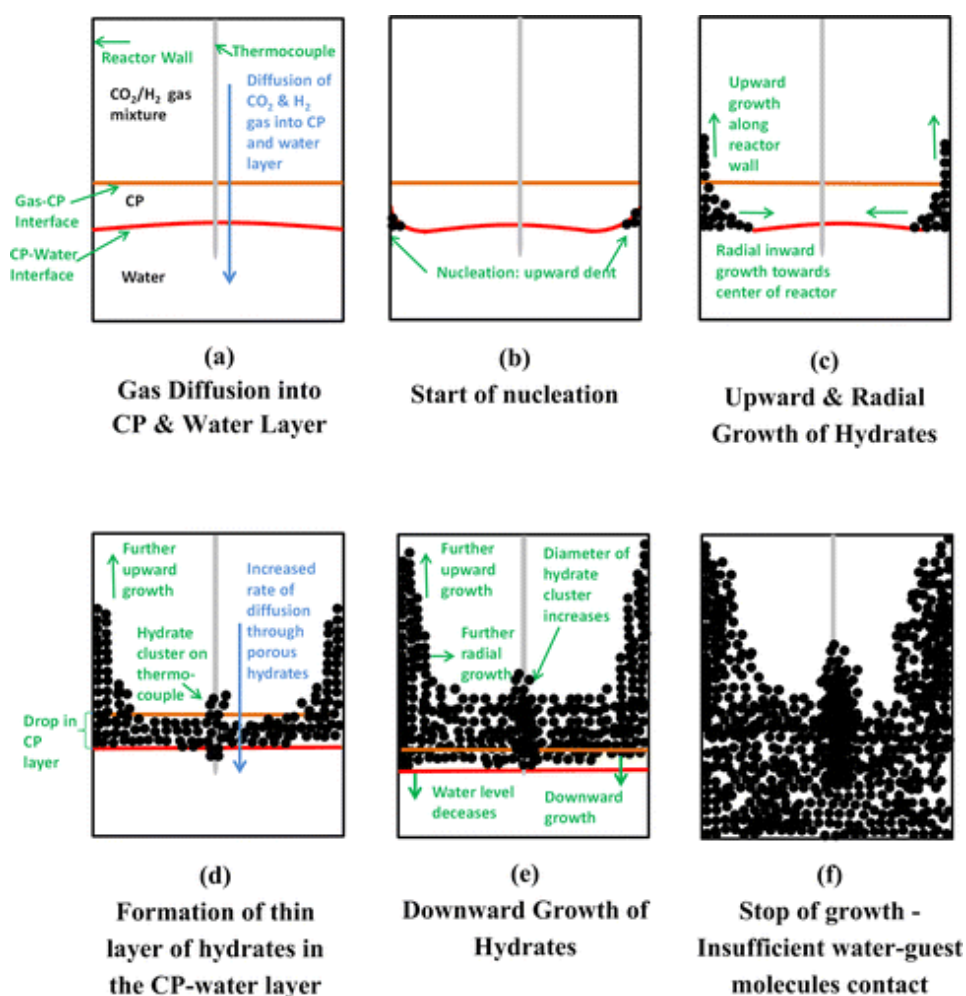 Reactor Wall
Thermocouple
CO₂/H₂ gas
mixture
Diffusion of
CO₂ & H₂
gas into CP
and water
layer
Gas-CP
Interface
CP
CP-Water
Interface
Water
(a)
Gas Diffusion into
CP & Water Layer
Nucleation: upward dent
(b)
Start of nucleation
Upward
growth
along
reactor
wall
Radial inward
growth towards
center of reactor
(c)
Upward & Radial
Growth of Hydrates
Further
upward
growth
Increased
rate of
diffusion
through
porous
hydrates
Hydrate
cluster on
thermo-
couple
Drop in
CP
layer
(d)
Formation of thin
layer of hydrates in
the CP-water layer
Further
upward
growth
Diameter of
hydrate
cluster
increases
Further
radial
growth
Water level
deceases
Downward
growth
(e)
Downward Growth of
Hydrates
(f)
Stop of growth -
Insufficient water-guest
molecules contact